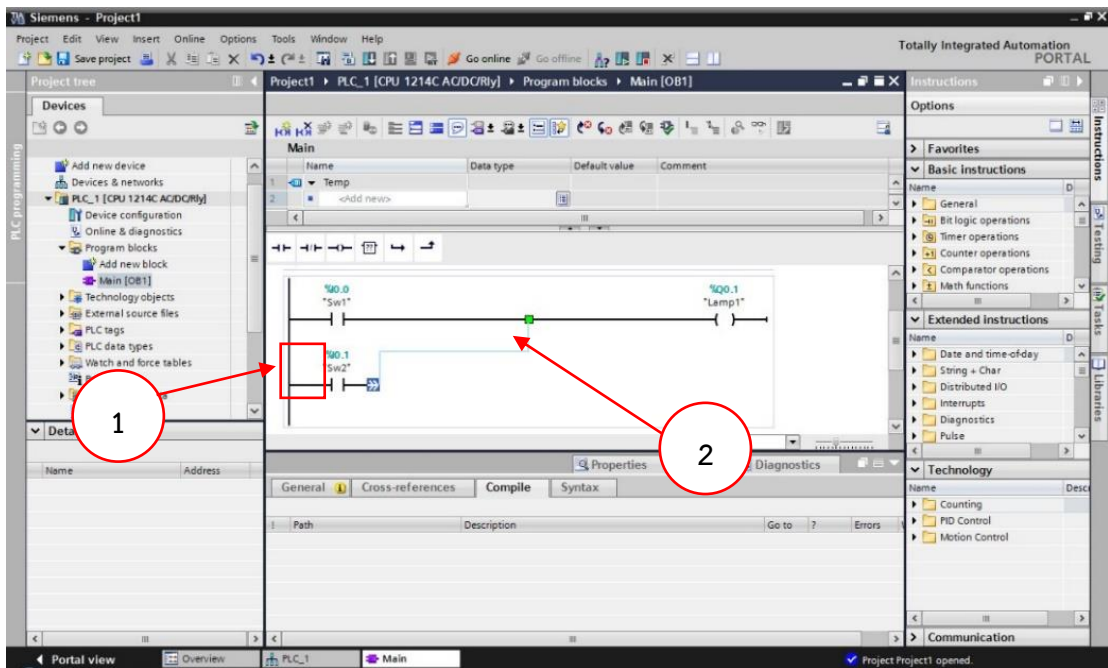 Siemens - Project1
Project Edit View Insert Online Options Tools Window Help
Totally Integrated Automation
PORTAL
Save project
Go online
Go offline
Project tree
Project1 PLC_1 [CPU 1214C AC/DC/Rly] Program blocks Main [OB1]
Instructions
Devices
Options
Main
Name Data type Default value Comment
1 Temp
2 <Add new>
Add new device
Devices & networks
PLC_1 [CPU 1214C AC/DC/Rly]
Device configuration
Online & diagnostics
Program blocks
Add new block
Main [OB1]
Technology objects
External source files
PLC tags
PLC data types
Watch and force tables
PLC programming
%I0.0
"Sw1"
%Q0.1
"Lamp1"
%I0.1
Sw2"
1
2
Favorites
Basic instructions
Name D
General
Bit logic operations
Timer operations
Counter operations
Comparator operations
Math functions
Extended instructions
Name D
Date and time-of-day
String + Char
Distributed I/O
Interrupts
Diagnostics
Pulse
Technology
Name Descr
Counting
PID Control
Motion Control
Communication
Instructions
Testing
Tasks
Libraries
Name Address
Properties
Diagnostics
General Cross-references Compile Syntax
! Path Description Go to ? Errors
Portal view Overview PLC_1 Main
Project Project1 opened.